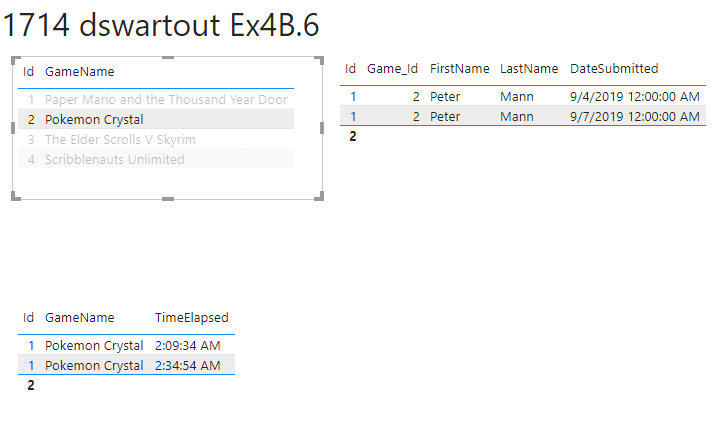 1714 dswartout Ex4B.6
Id GameName
1 Paper Mario and the Thousand Year Door
2 Pokemon Crystal
3 The Elder Scrolls V Skyrim
4 Scribblenauts Unlimited
Id Game_Id FirstName LastName DateSubmitted
1 2 Peter Mann 9/4/2019 12:00:00 AM
1 2 Peter Mann 9/7/2019 12:00:00 AM
2
Id GameName TimeElapsed
1 Pokemon Crystal 2:09:34 AM
1 Pokemon Crystal 2:34:54 AM
2